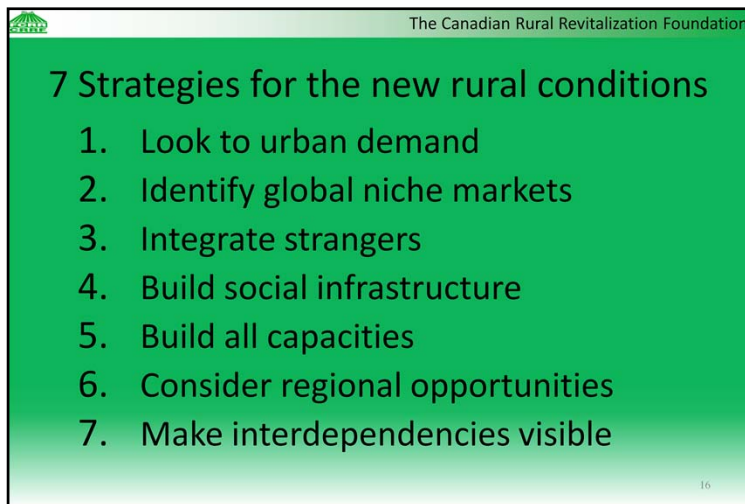 The Canadian Rural Revitalization Foundation
7 Strategies for the new rural conditions
1. Look to urban demand
2. Identify global niche markets
3. Integrate strangers
4. Build social infrastructure
5. Build all capacities
6. Consider regional opportunities
7. Make interdependencies visible
16